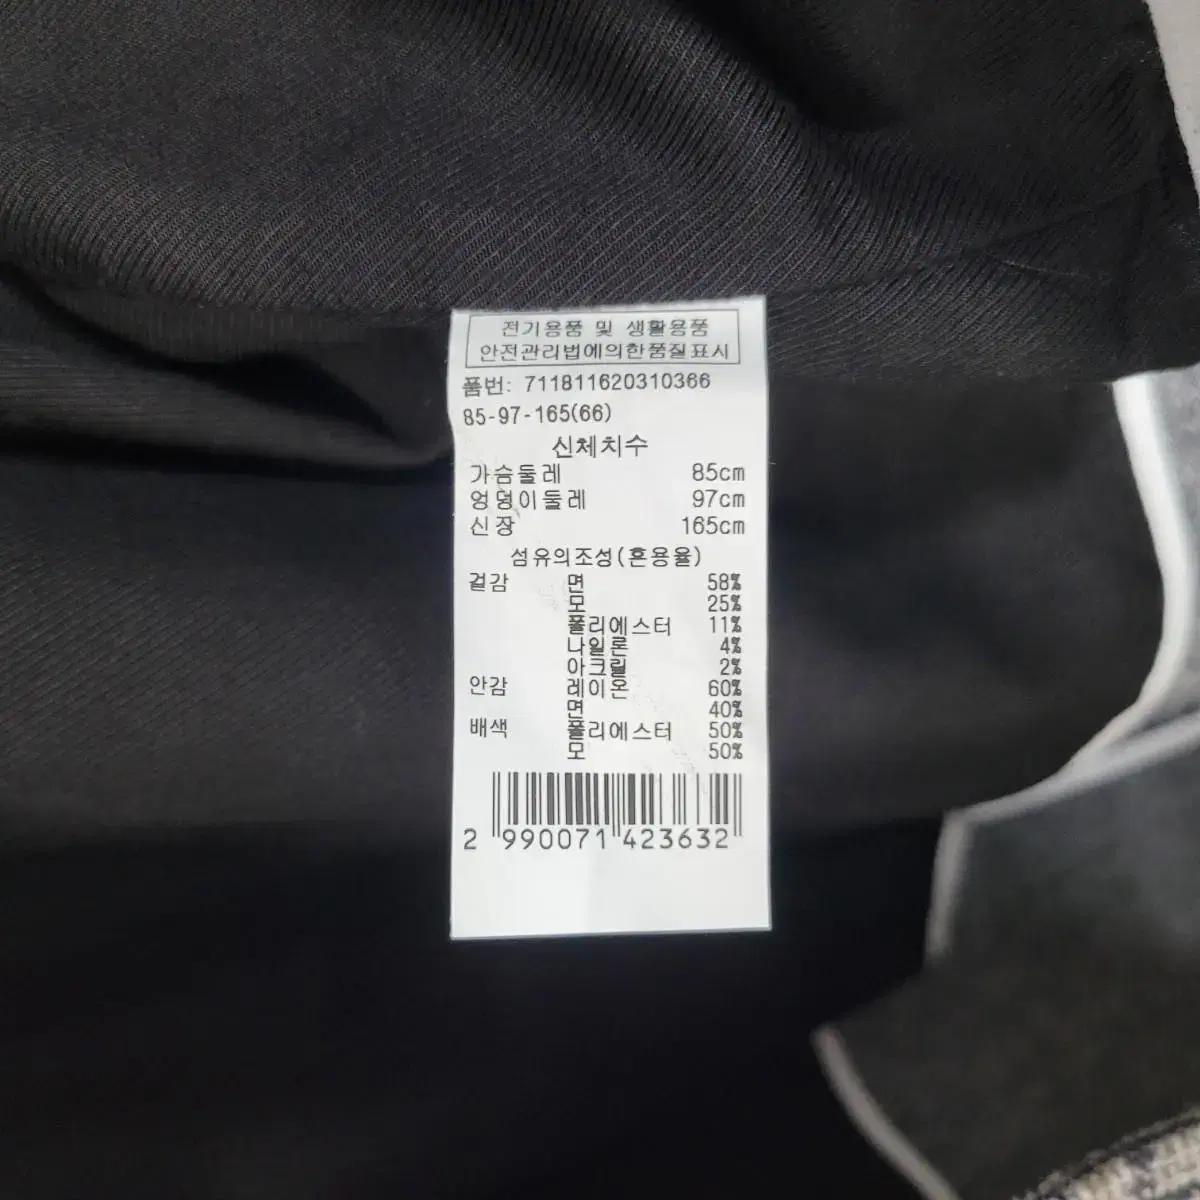 전기용품 및 생활용품
안전관리법에의한품질표시
품번: 711811620310366
85-97-165(66)
신체치수
가슴둘레 85cm
엉덩이둘레 97cm
신장 165cm
섬유의조성(혼용율)
겉감 면 58%
모 25%
폴리에스터 11%
나일론 4%
아크릴 2%
안감 레이온 60%
면 40%
배색 폴리에스터 50%
모 50%
2 990071 423632